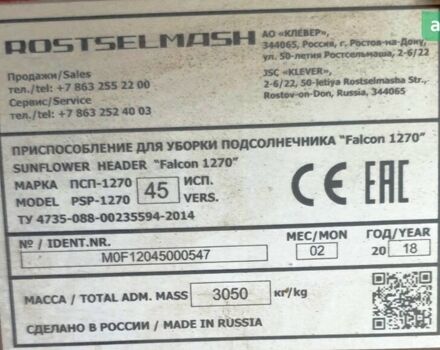 ROSTSELMASH
АО «КЛЕВЕР»
344065, Россия, г. Ростов-на-Дону,
ул. 50-летия Ростсельмаша, 2-6/22
JSC «KLEVER»
2-6/22, 50-letiya Rostselmasha Str.,
Rostov-on-Don, Russia, 344065
Продажи/Sales
тел./tel: +7 863 255 22 00
Сервис/Service
тел./tel: +7 863 252 40 03
ПРИСПОСОБЛЕНИЕ ДЛЯ УБОРКИ ПОДСОЛНЕЧНИКА "Falcon 1270"
SUNFLOWER HEADER "Falcon 1270"
МАРКА ПСП-1270 45 ИСП.
MODEL PSP-1270 VERS.
ТУ 4735-088-00235594-2014
CE EAC
№ / IDENT.NR. МЕС/MON ГОД/YEAR
M0F12045000547 02 20 18
МАССА / TOTAL ADM. MASS 3050 кг/kg
СДЕЛАНО В РОССИИ / MADE IN RUSSIA